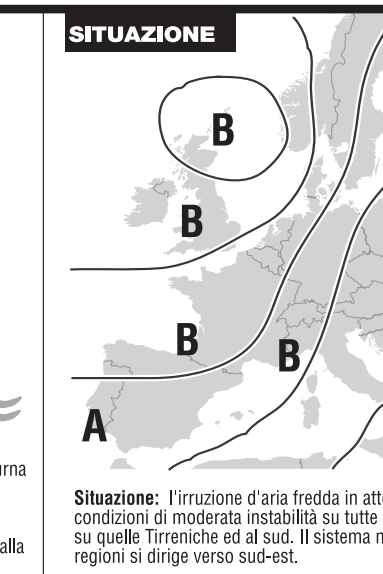 SITUAZIONE
B
B
B
B
A
urna
alla
Situazione: l'irruzione d'aria fredda in
condizioni di moderata instabilità su tutte
su quelle Tirreniche ed al sud. Il sistema
regioni si dirige verso sud-est.